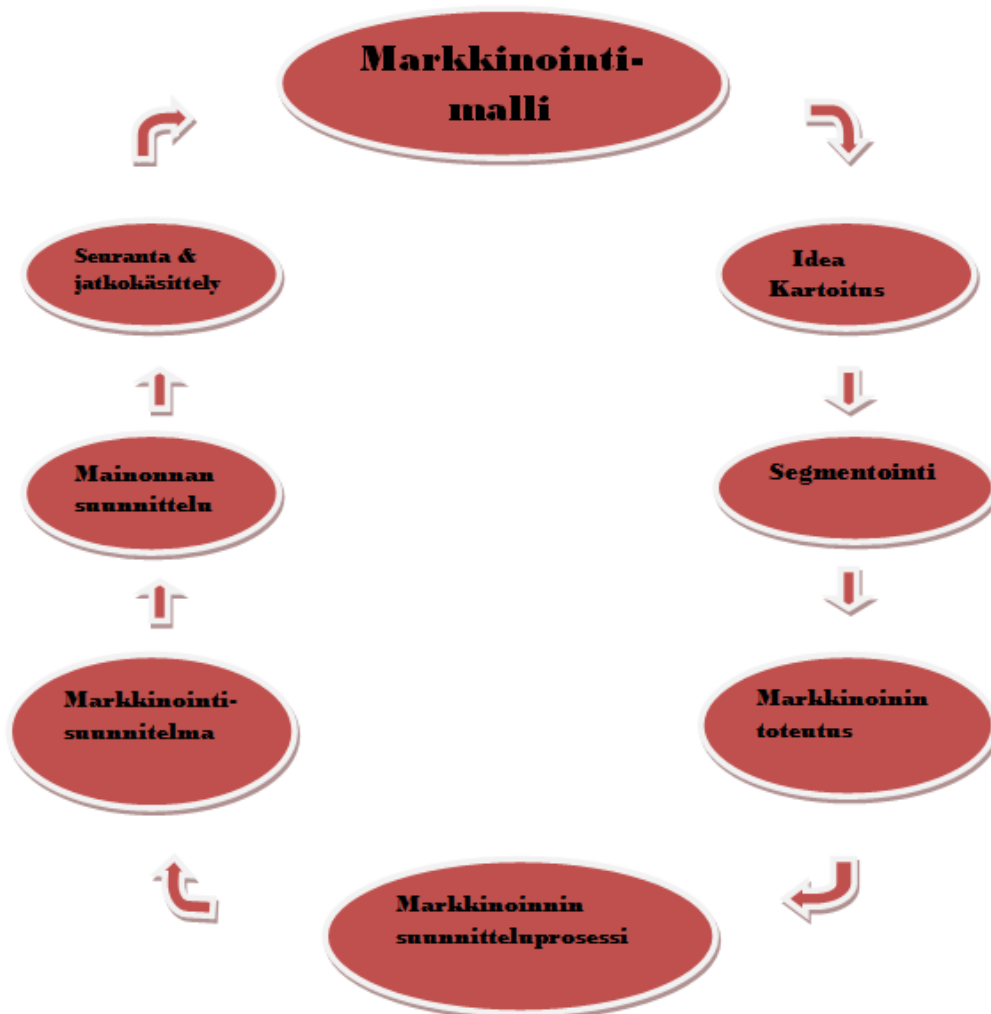 Markkinointi-
malli
Idea
Kartoitus
Segmentointi
Markkinoinin
toteutus
Markkinoinnin
suunnitteluprosessi
Markkinointi-
suunnitelma
Mainonnan
suunnittelu
Seuranta &
jatkokäsittely